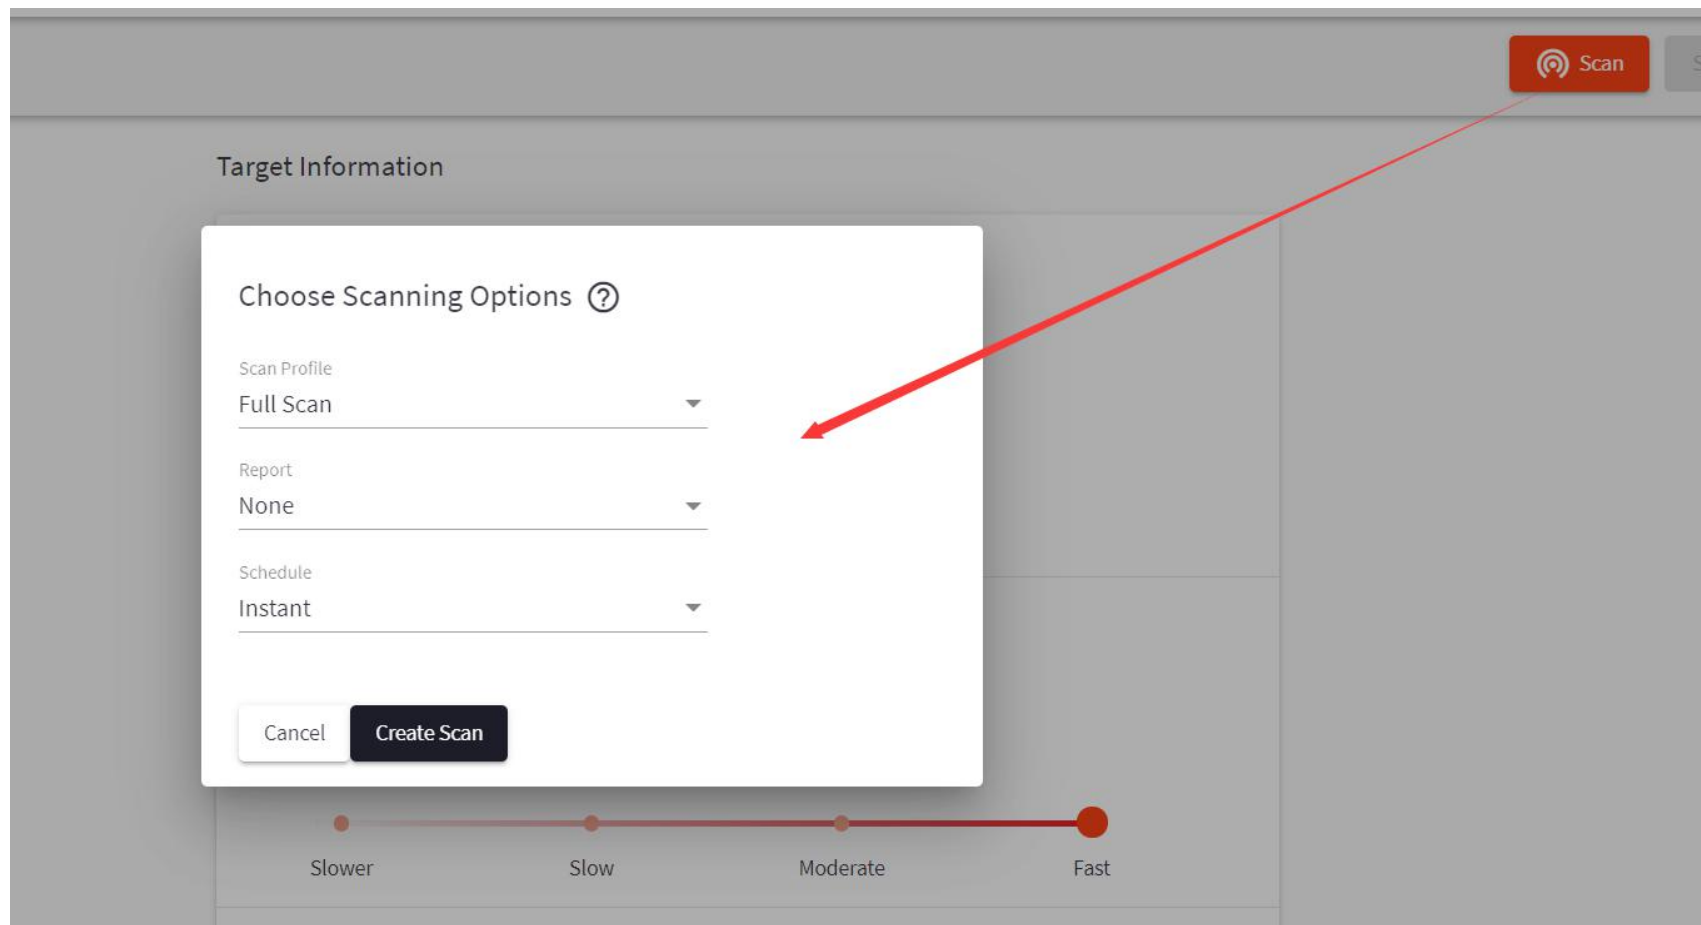 Scan
Target Information
Choose Scanning Options
Scan Profile
Full Scan
Report
None
Schedule
Instant
Cancel Create Scan
Slower Slow Moderate Fast